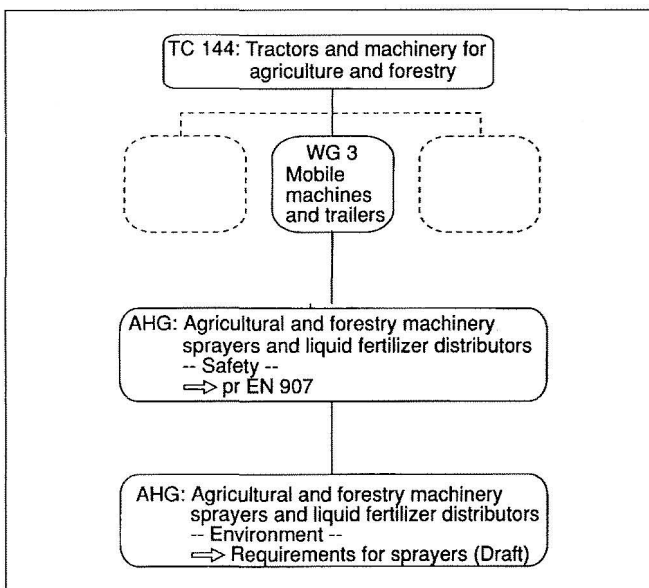 TC 144: Tractors and machinery for
agriculture and forestry
WG 3
Mobile
machines
and trailers
AHG: Agricultural and forestry machinery
sprayers and liquid fertilizer distributors
-- Safety --
⇨ pr EN 907
AHG: Agricultural and forestry machinery
sprayers and liquid fertilizer distributors
-- Environment --
⇨ Requirements for sprayers (Draft)